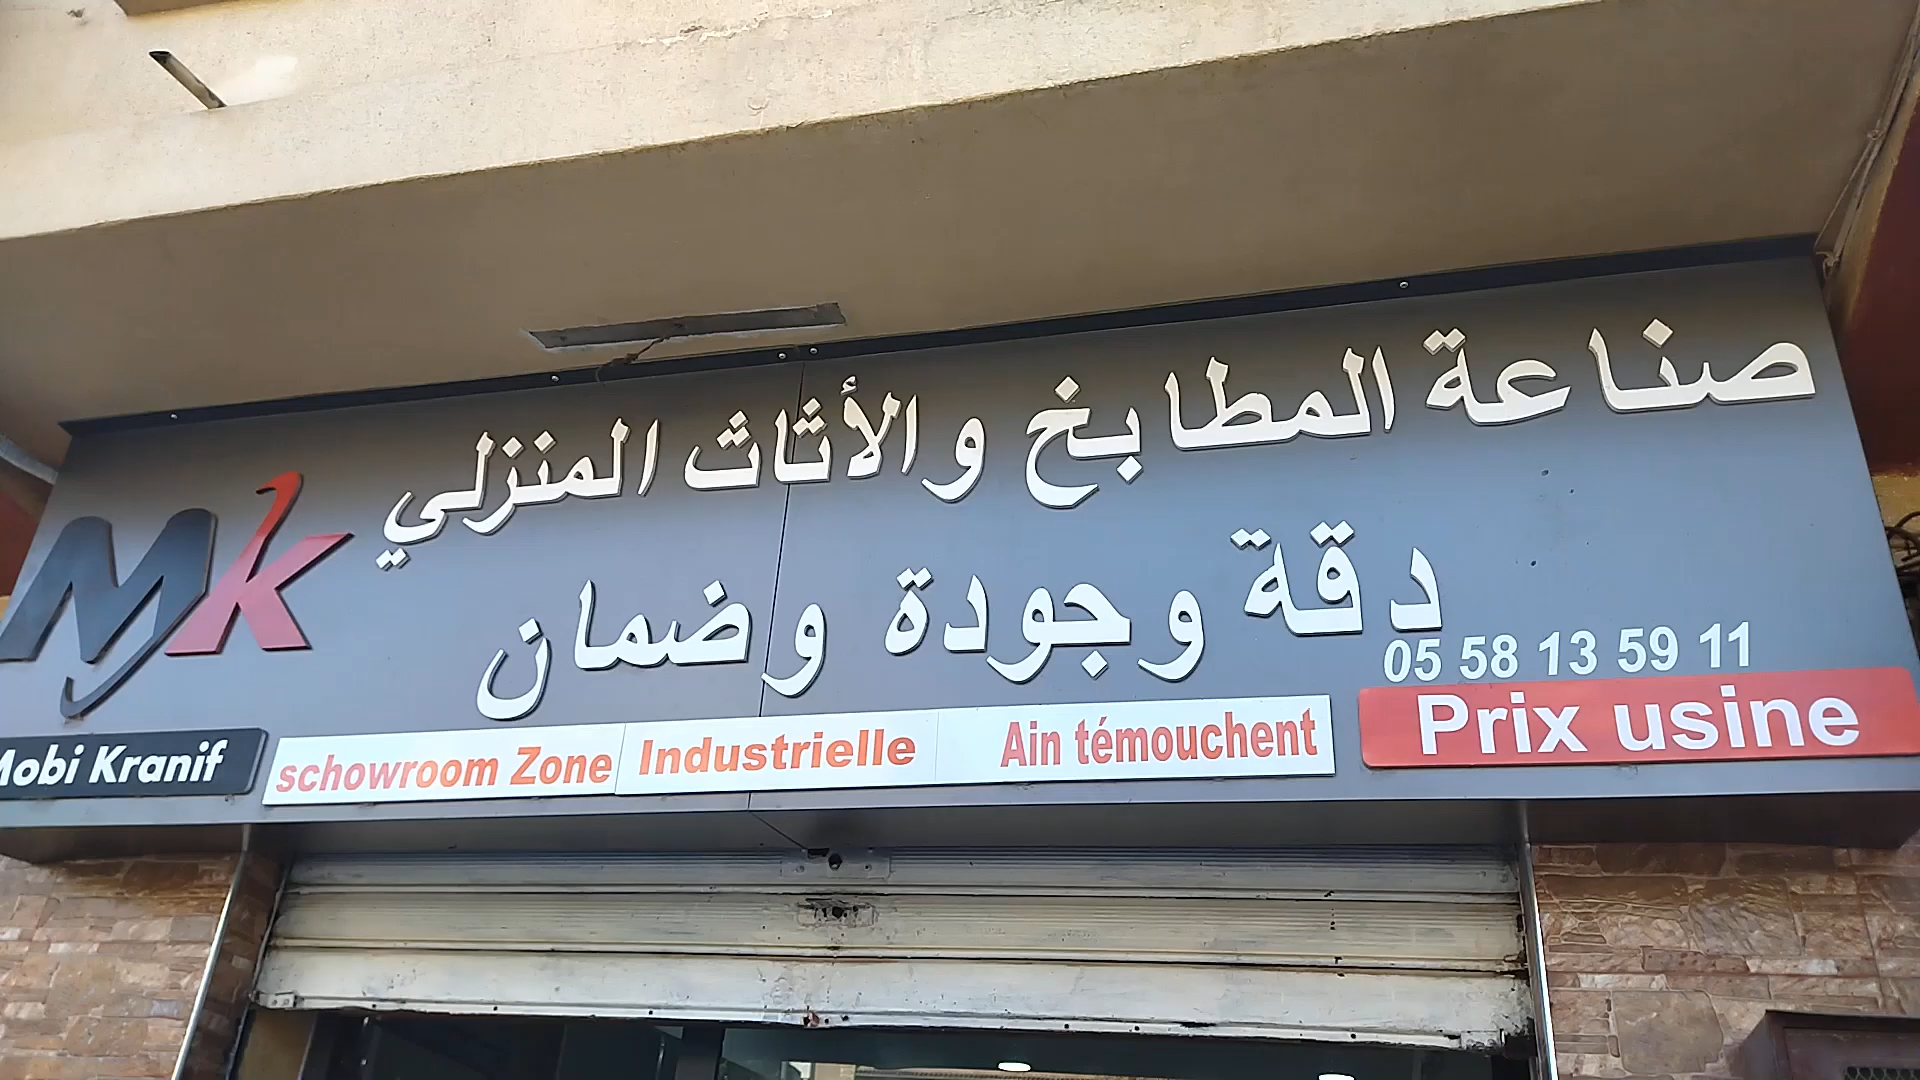 صناعة المطابخ والأثاث المنزلي
دقة وجودة وضمان
Mk
05 58 13 59 11
Mobi Kranif
schowroom Zone Industrielle Ain témouchent
Prix usine